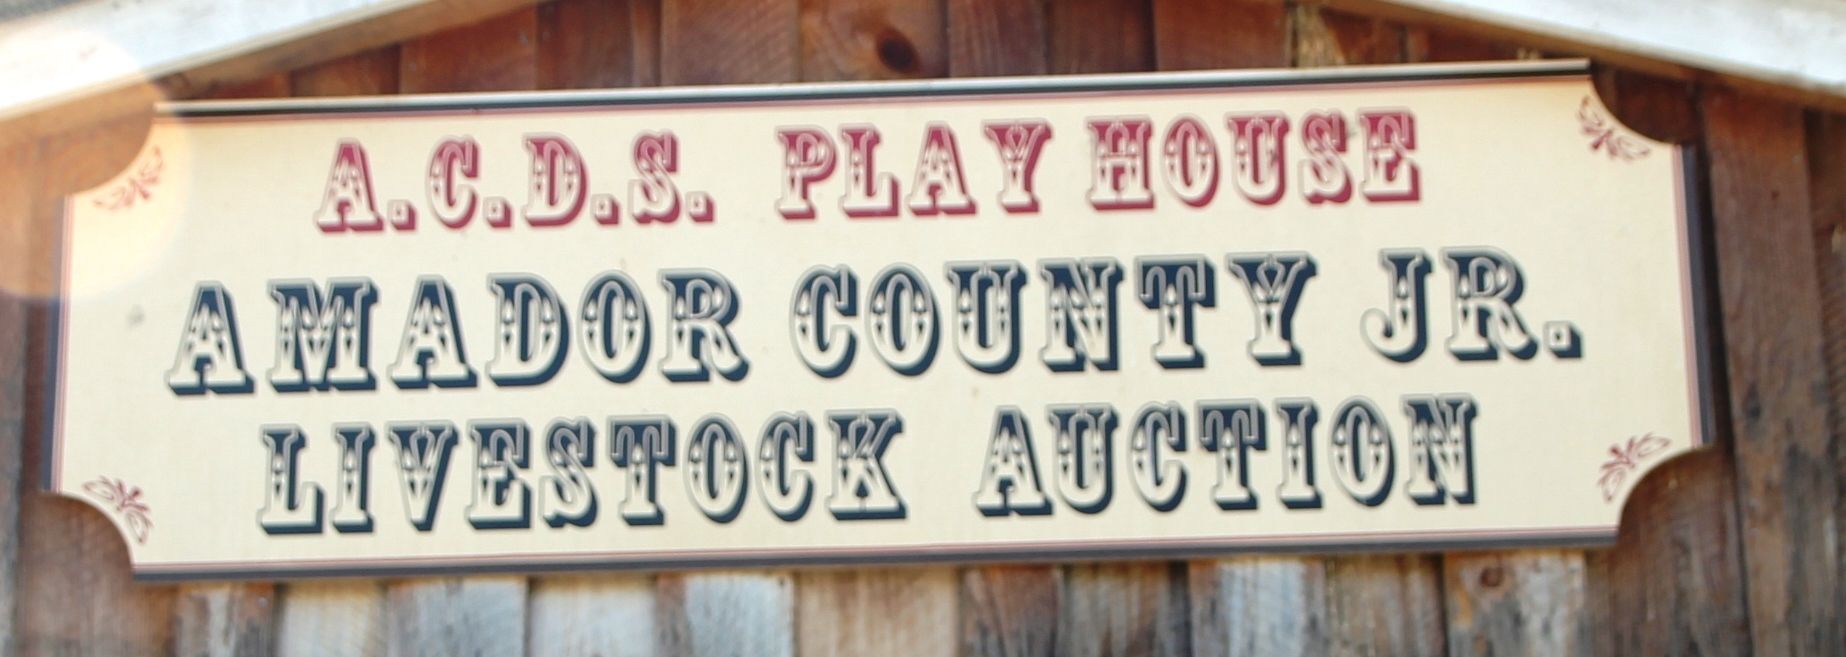 A.C.D.S. PLAY HOUSE
AMADOR COUNTY JR.
LIVESTOCK AUCTION